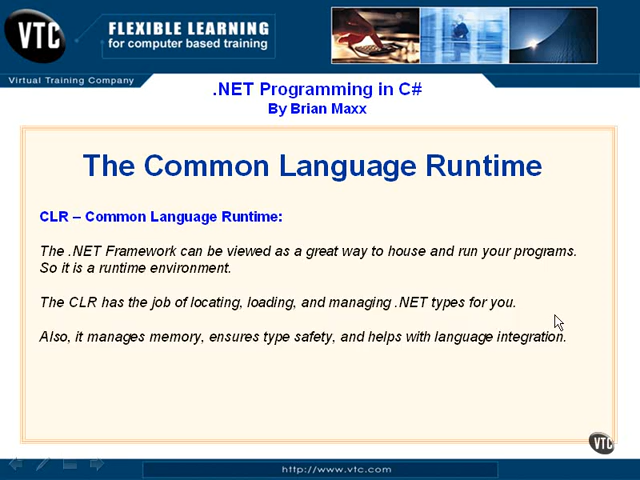 VTC
FLEXIBLE LEARNING
for computer based training
Virtual Training Company
.NET Programming in C#
By Brian Maxx
The Common Language Runtime
CLR – Common Language Runtime:
The .NET Framework can be viewed as a great way to house and run your programs.
So it is a runtime environment.
The CLR has the job of locating, loading, and managing .NET types for you.
Also, it manages memory, ensures type safety, and helps with language integration.
VTC
http://www.vtc.com